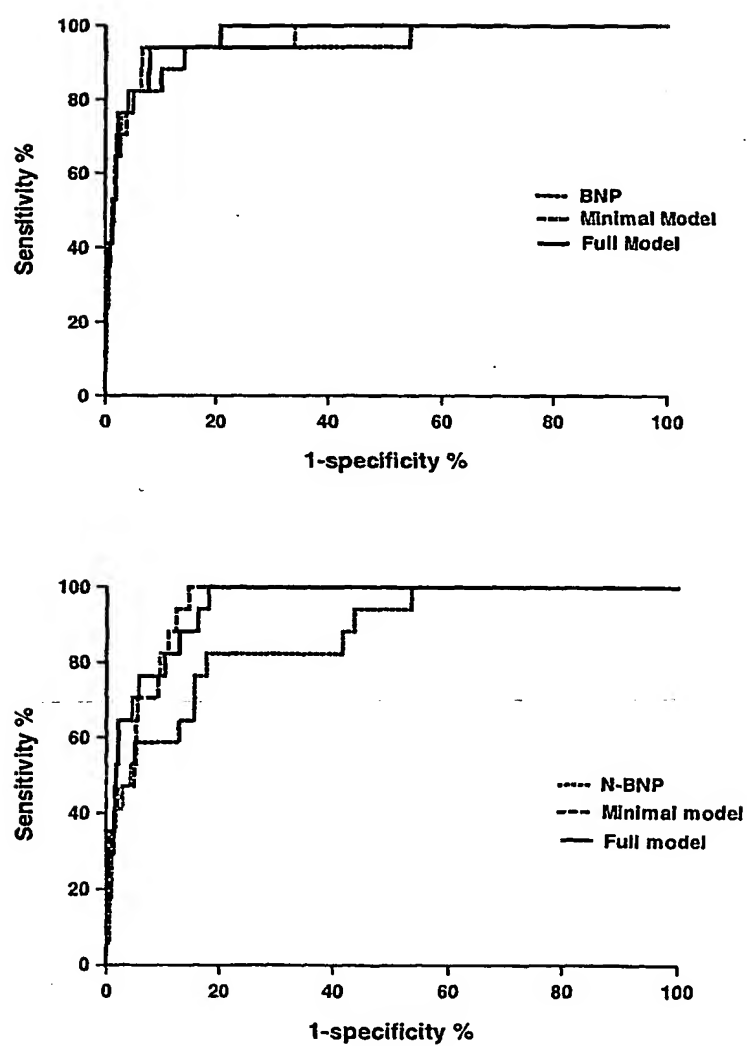 100
80
60
40
20
0
Sensitivity %
BNP
Minimal Model
Full Model
0 20 40 60 80 100
1-specificity %
100
80
60
40
20
0
Sensitivity %
N-BNP
Minimal model
Full model
0 20 40 60 80 100
1-specificity %